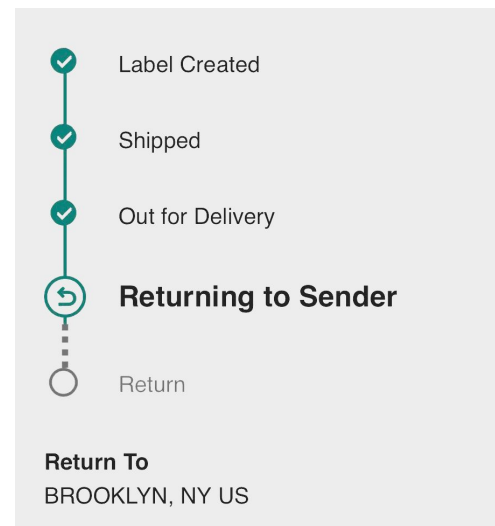 Label Created
Shipped
Out for Delivery
Returning to Sender
Return
Return To
BROOKLYN, NY US